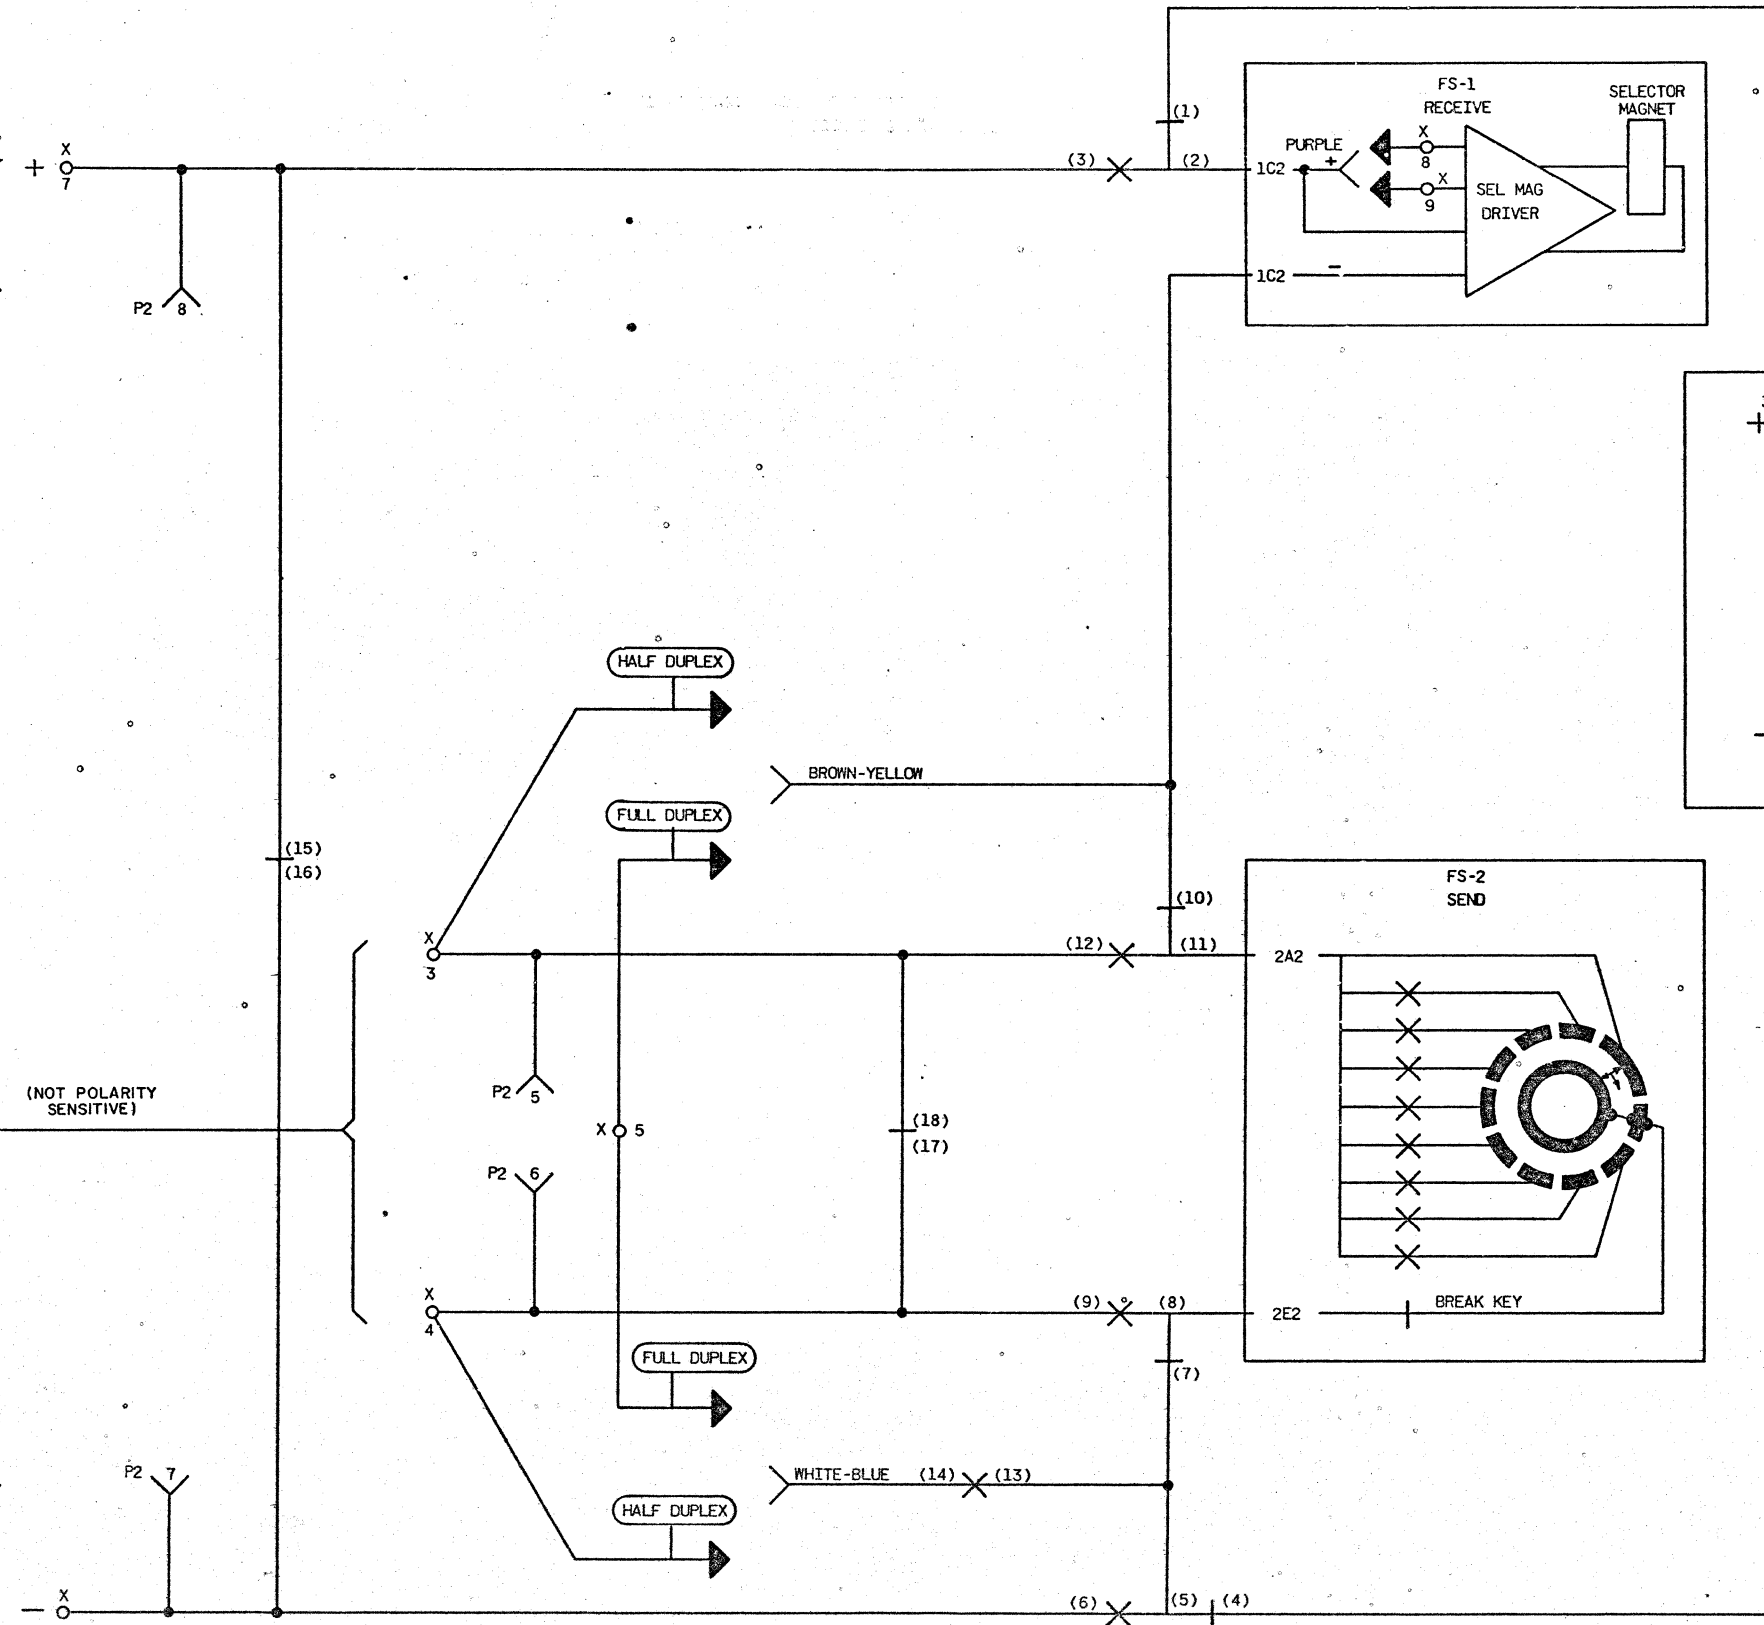 FS-1
RECEIVE
SELECTOR
MAGNET
(1)
X
PURPLE
+
X
8
+
X
7
(3)
(2)
1C2
X
9
SEL MAG
DRIVER
1C2
-
P2
8
+
-
HALF DUPLEX
BROWN-YELLOW
FULL DUPLEX
(15)
(16)
FS-2
SEND
(10)
X
3
(12)
(11)
2A2
(NOT POLARITY
SENSITIVE)
P2
5
X
5
(18)
(17)
P2
6
X
4
(9)
(8)
2E2
BREAK KEY
FULL DUPLEX
(7)
P2
7
WHITE-BLUE
(14)
(13)
HALF DUPLEX
-
X
(6)
(5)
(4)